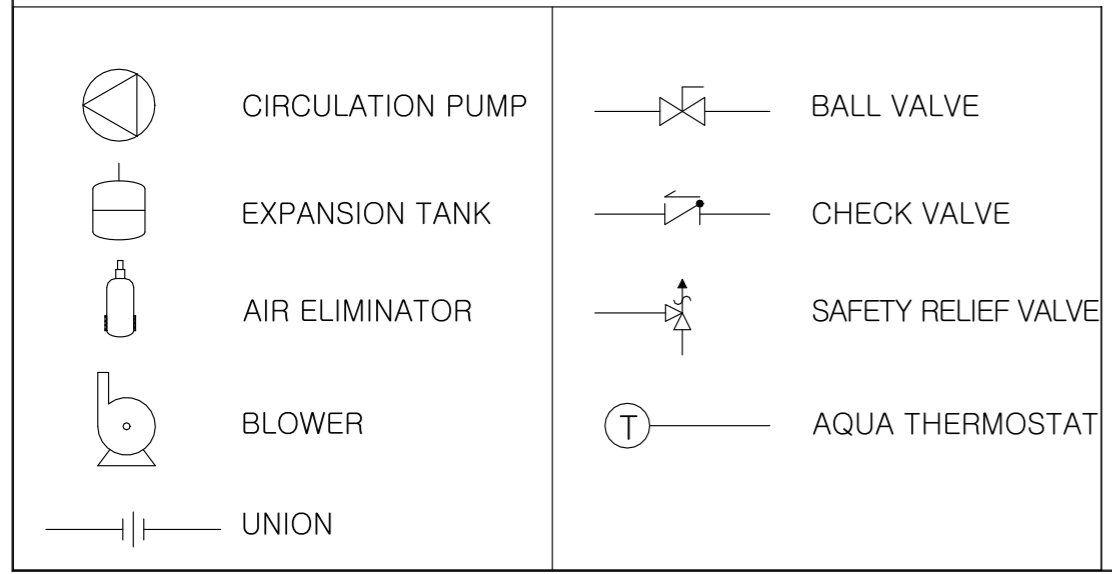 CIRCULATION PUMP
EXPANSION TANK
AIR ELIMINATOR
BLOWER
UNION
BALL VALVE
CHECK VALVE
SAFETY RELIEF VALVE
T
AQUA THERMOSTAT